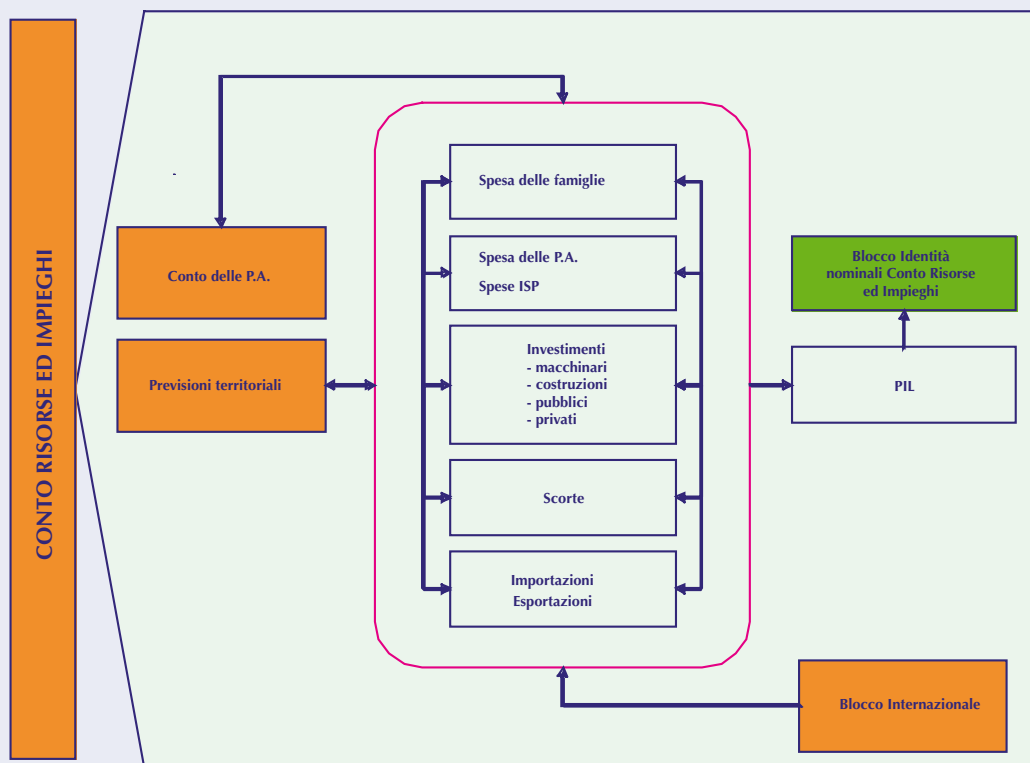 CONTO RISORSE ED IMPIEGHI
Conto delle P.A.
Previsioni territoriali
Spesa delle famiglie
Spesa delle P.A.
Spese ISP
Investimenti
- macchinari
- costruzioni
- pubblici
- privati
Scorte
Importazioni
Esportazioni
Blocco Identità
nominali Conto Risorse
ed Impieghi
PIL
Blocco Internazionale